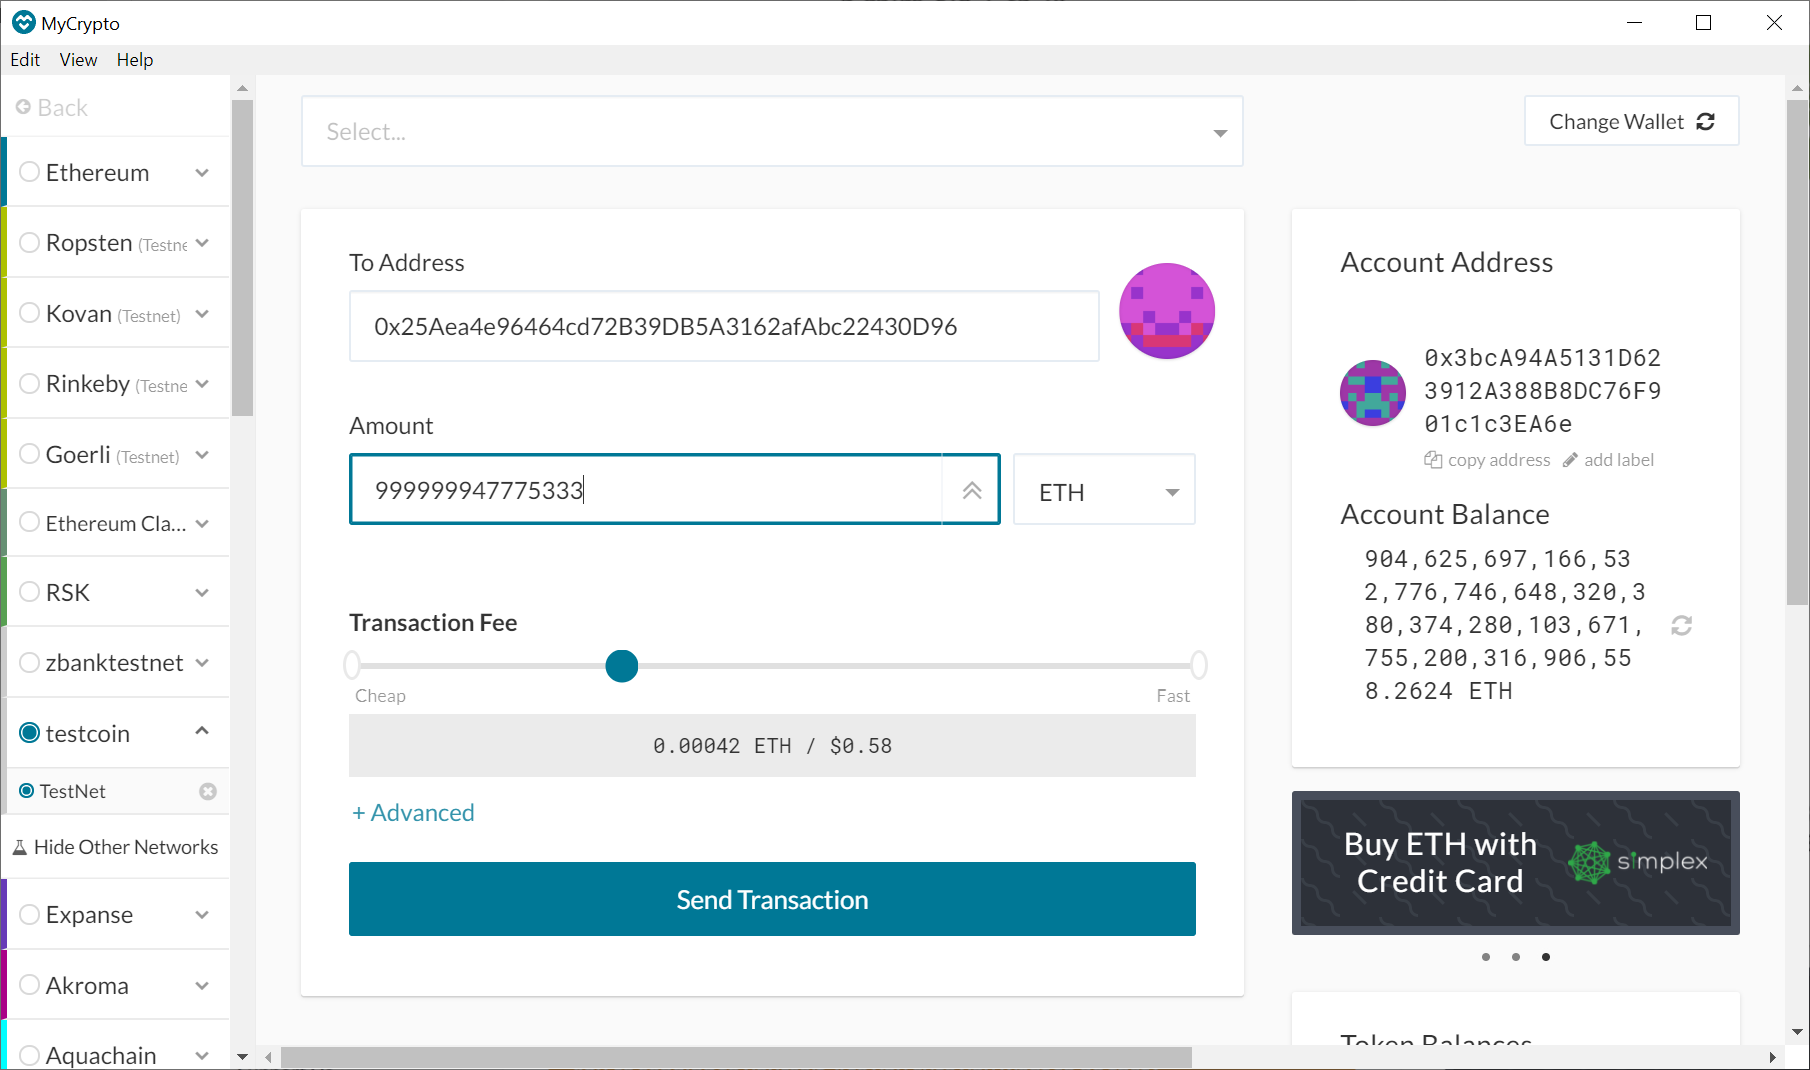 MyCrypto
Edit View Help
Back
Ethereum
Ropsten (Testne
Kovan (Testnet)
Rinkeby (Testne
Goerli (Testnet)
Ethereum Cla...
RSK
zbanktestnet
testcoin
TestNet
Hide Other Networks
Expanse
Akroma
Aquachain
Select...
Change Wallet
To Address
0x25Aea4e96464cd72B39DB5A3162afAbc22430D96
Amount
999999947775333
ETH
Transaction Fee
Cheap
Fast
0.00042 ETH / $0.58
+ Advanced
Send Transaction
Account Address
0x3bcA94A5131D62
3912A388B8DC76F9
01c1c3EA6e
copy address add label
Account Balance
904,625,697,166,53
2,776,746,648,320,3
80,374,280,103,671,
755,200,316,906,55
8.2624 ETH
Buy ETH with
Credit Card
simplex
Token Balances